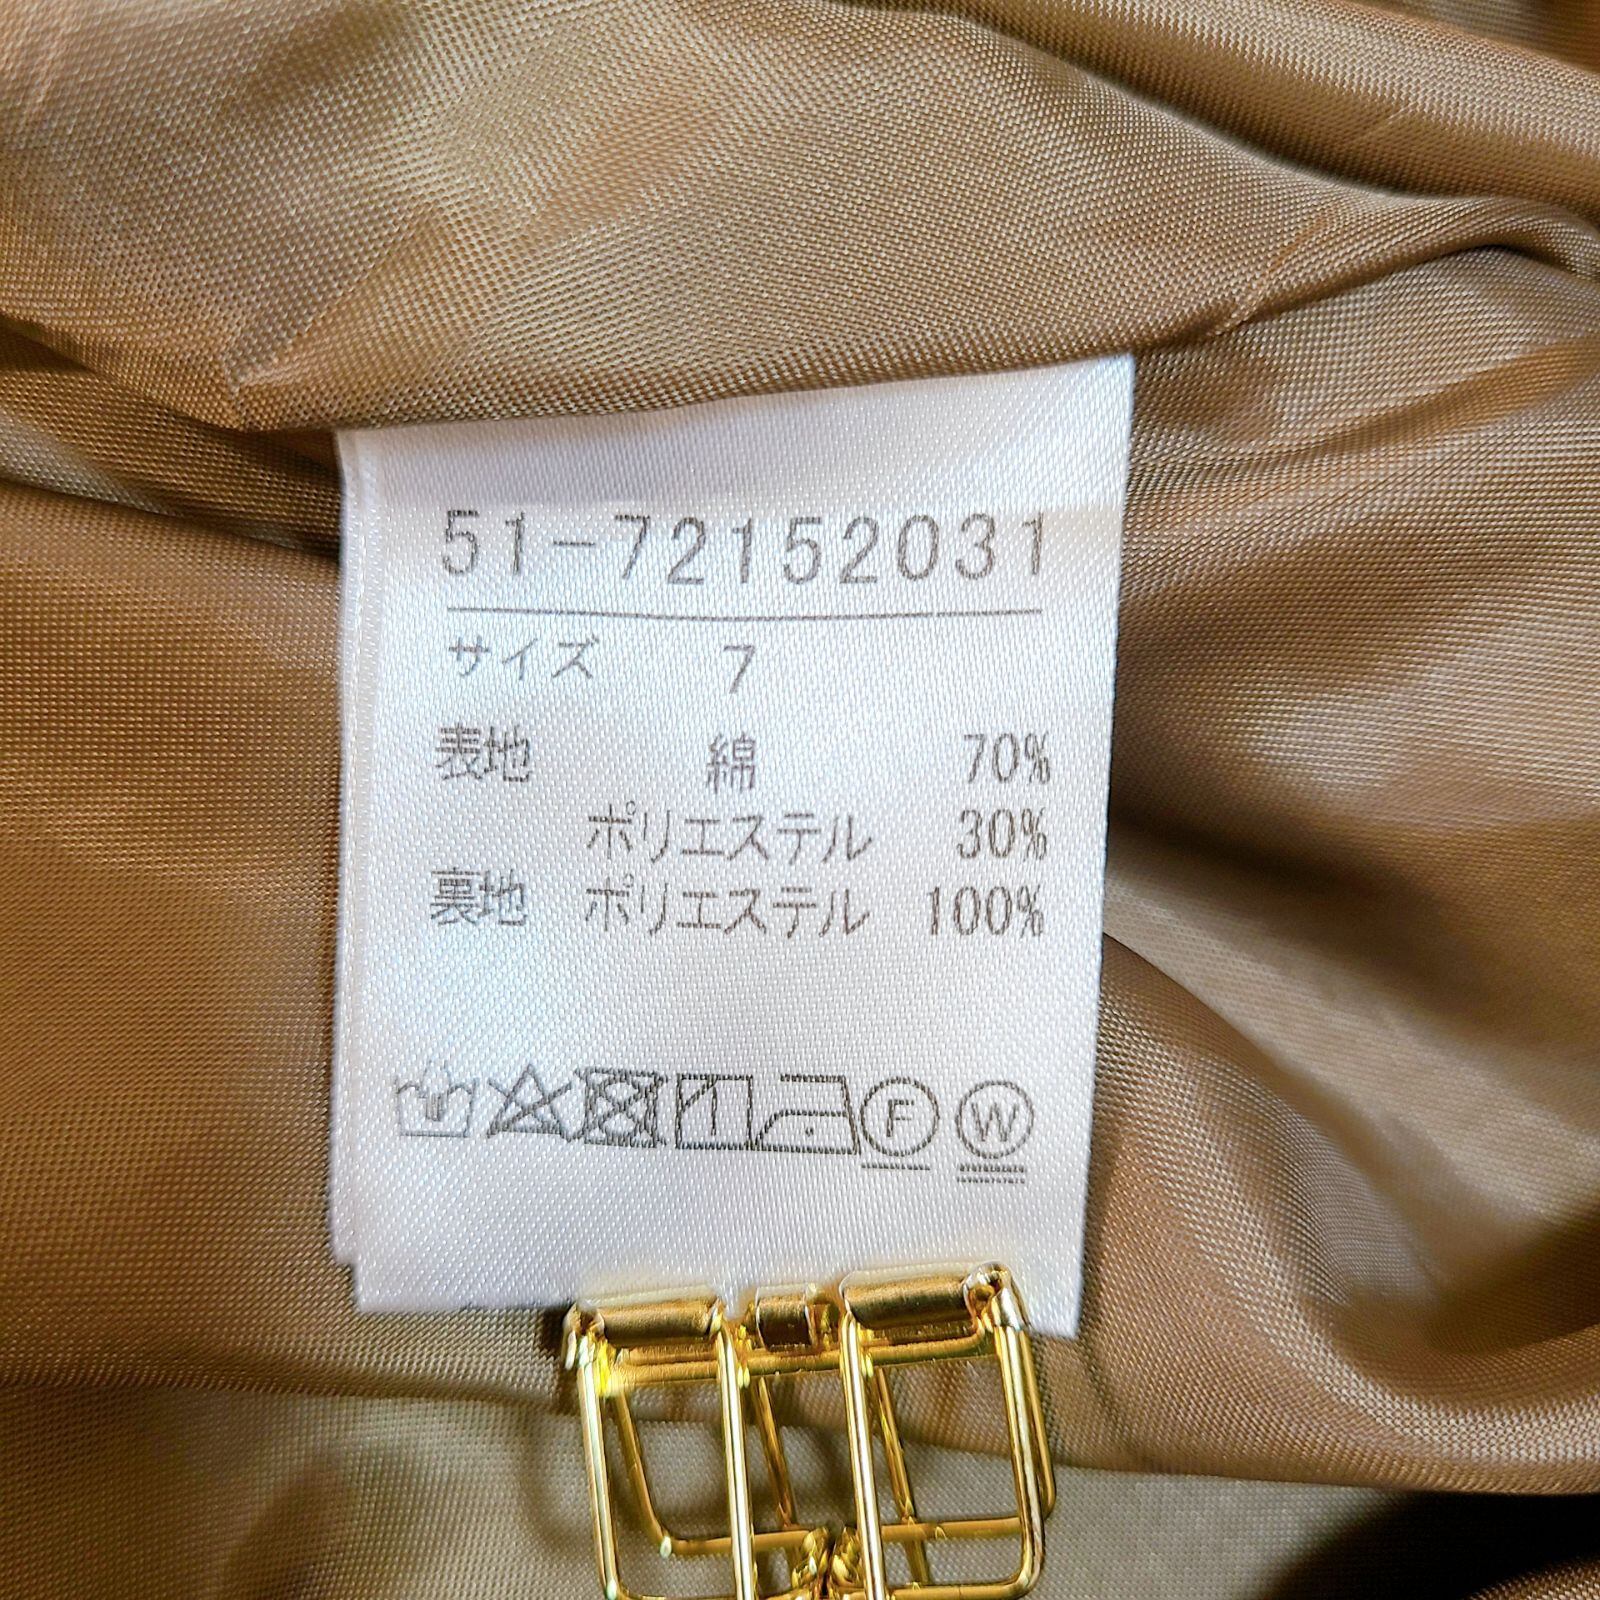 51-72152031
サイズ 7
表地 綿 70%
ポリエステル 30%
裏地 ポリエステル 100%
F W